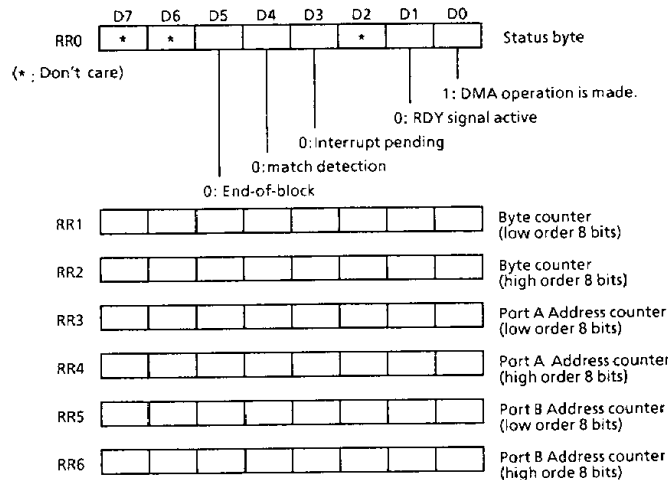 D7 D6 D5 D4 D3 D2 D1 D0
RR0 * * * Status byte
(*: Don't care)
1: DMA operation is made.
0: RDY signal active
0: Interrupt pending
0: match detection
0: End-of-block
RR1 Byte counter
(low order 8 bits)
RR2 Byte counter
(high order 8 bits)
RR3 Port A Address counter
(low order 8 bits)
RR4 Port A Address counter
(high order 8 bits)
RR5 Port B Address counter
(low order 8 bits)
RR6 Port B Address counter
(high orde 8 bits)